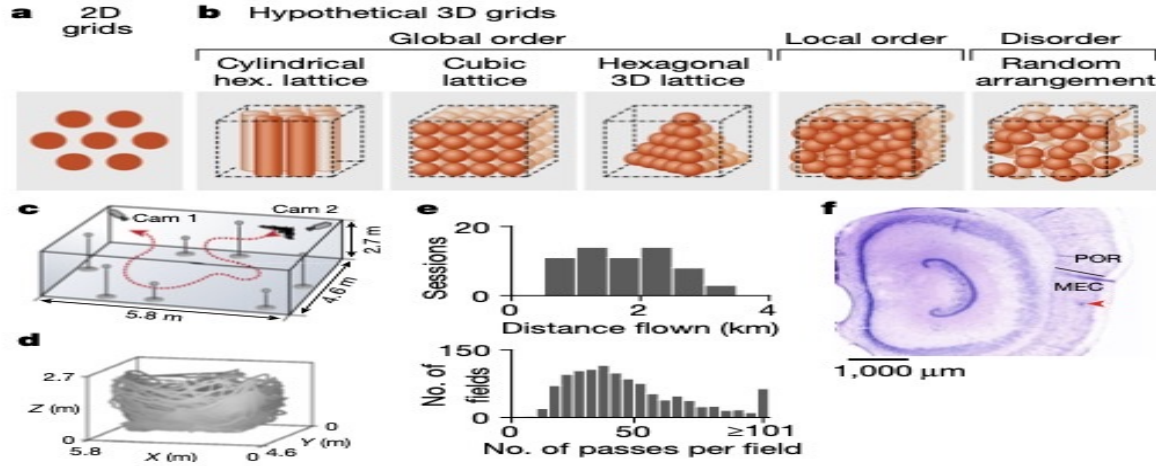 a
2D
grids
b Hypothetical 3D grids
Global order
Local order
Disorder
Cylindrical
hex. lattice
Cubic
lattice
Hexagonal
3D lattice
Random
arrangement
c
Cam 1
Cam 2
2.7 m
4.6 m
5.8 m
d
2.7
Z (m)
0
5.8
X (m)
0
4.6
Y (m)
0
e
Sessions
20
0
0
2
4
Distance flown (km)
No. of
fields
150
0
0
50
≥101
No. of passes per field
f
POR
MEC
1,000 μm